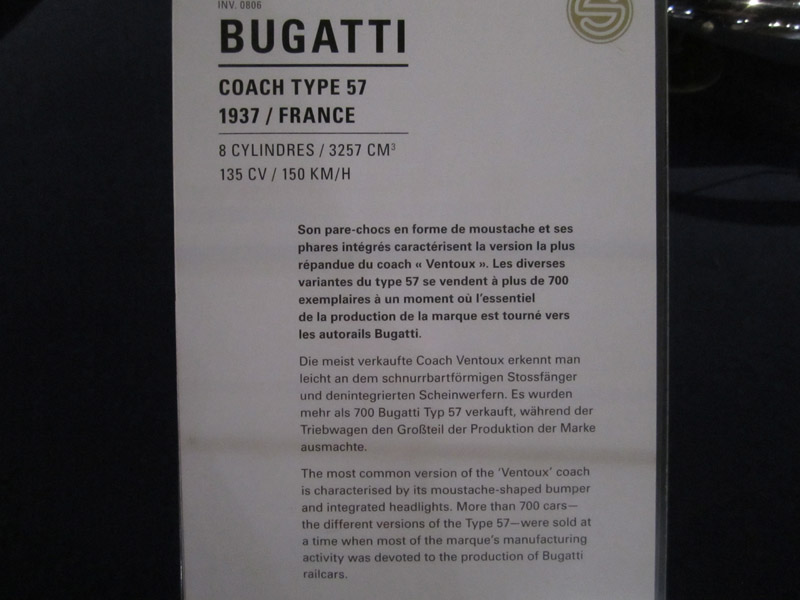 INV. 0806
BUGATTI
COACH TYPE 57
1937 / FRANCE
8 CYLINDRES / 3257 CM³
135 CV / 150 KM/H
Son pare-chocs en forme de moustache et ses
phares intégrés caractérisent la version la plus
répandue du coach « Ventoux ». Les diverses
variantes du type 57 se vendent à plus de 700
exemplaires à un moment où l'essentiel
de la production de la marque est tourné vers
les autorails Bugatti.
Die meist verkaufte Coach Ventoux erkennt man
leicht an dem schnurrbartförmigen Stossfänger
und denintegrierten Scheinwerfern. Es wurden
mehr als 700 Bugatti Typ 57 verkauft, während der
Triebwagen den Großteil der Produktion der Marke
ausmachte.
The most common version of the 'Ventoux' coach
is characterised by its moustache-shaped bumper
and integrated headlights. More than 700 cars—
the different versions of the Type 57—were sold at
a time when most of the marque's manufacturing
activity was devoted to the production of Bugatti
railcars.